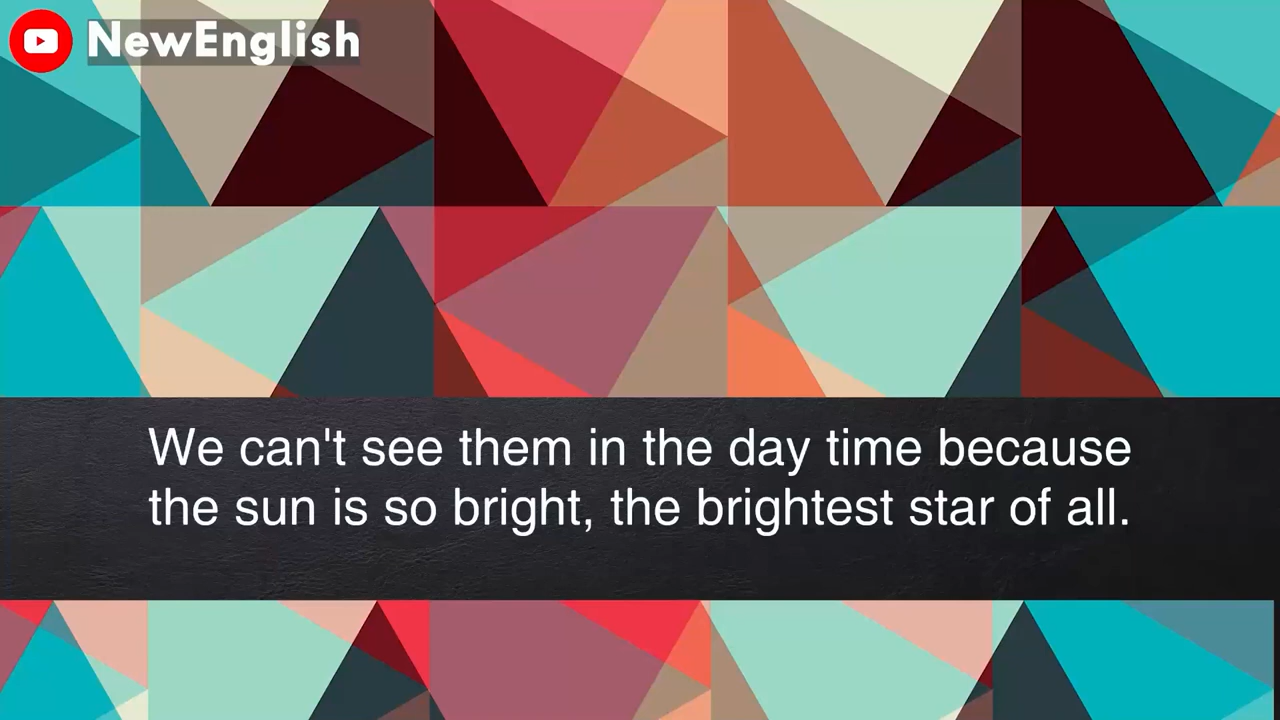 NewEnglish
We can't see them in the day time because
the sun is so bright, the brightest star of all.